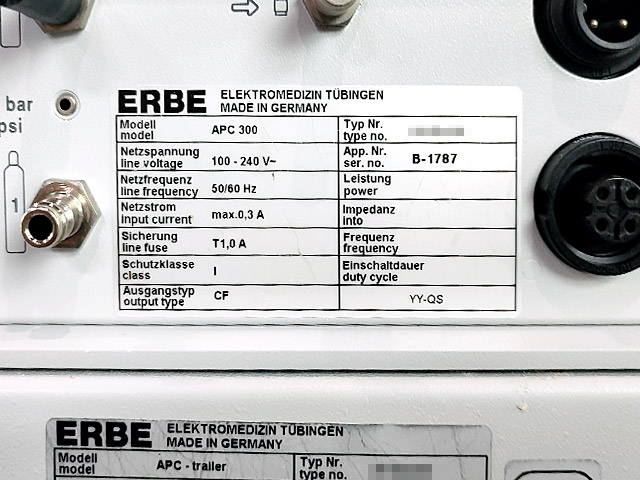 bar
psi
1
ERBE ELEKTROMEDIZIN TÜBINGEN
MADE IN GERMANY
Modell
model APC 300
Typ Nr.
type no.
Netzspannung
line voltage 100 - 240 V~
App. Nr.
ser. no. B-1787
Netzfrequenz
line frequency 50/60 Hz
Leistung
power
Netzstrom
input current max.0,3 A
Impedanz
into
Sicherung
line fuse T1,0 A
Frequenz
frequency
Schutzklasse
class I
Einschaltdauer
duty cycle
Ausgangstyp
output type CF
YY-QS
ERBE ELEKTROMEDIZIN TÜBINGEN
MADE IN GERMANY
Modell
model APC - trailer
Typ Nr.
type no.